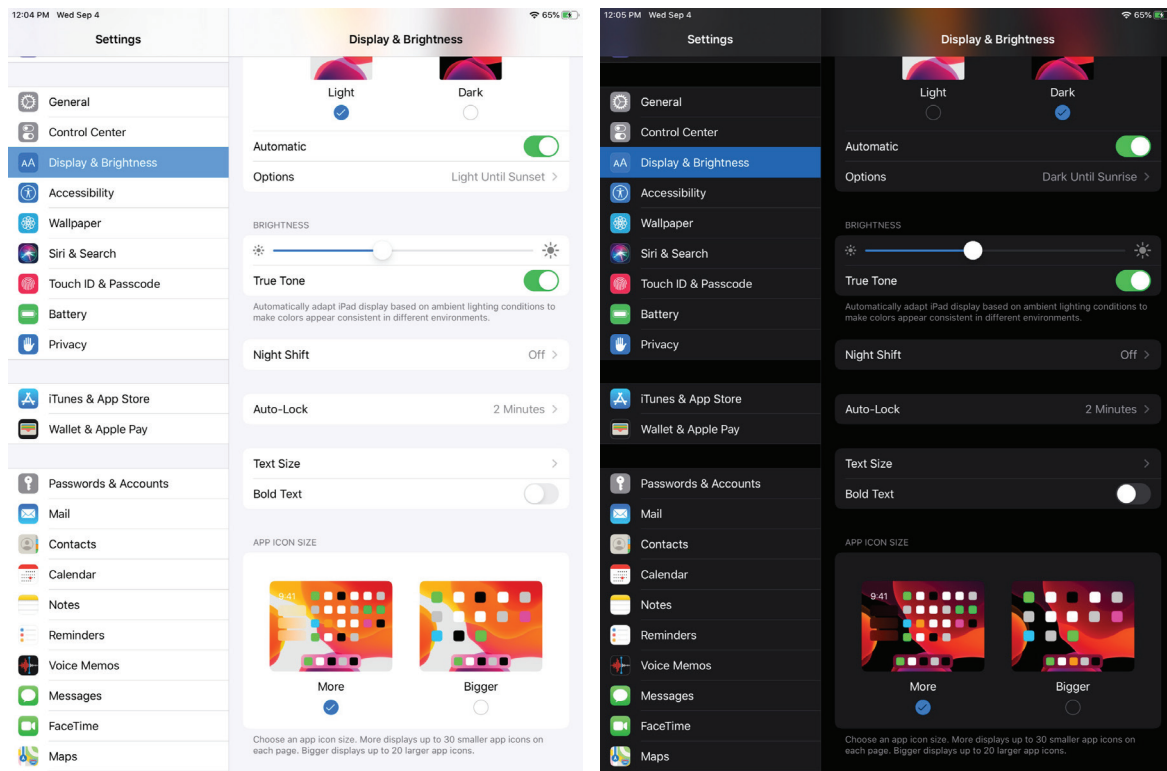 12:04 PM Wed Sep 4
65%
Settings
Display & Brightness
Light
Dark
General
Control Center
Display & Brightness
Accessibility
Wallpaper
Siri & Search
Touch ID & Passcode
Battery
Privacy
iTunes & App Store
Wallet & Apple Pay
Passwords & Accounts
Mail
Contacts
Calendar
Notes
Reminders
Voice Memos
Messages
FaceTime
Maps
Automatic
Options Light Until Sunset
BRIGHTNESS
True Tone
Automatically adapt iPad display based on ambient lighting conditions to
make colors appear consistent in different environments.
Night Shift Off
Auto-Lock 2 Minutes
Text Size
Bold Text
APP ICON SIZE
9:41
More
Bigger
Choose an app icon size. More displays up to 30 smaller app icons on
each page. Bigger displays up to 20 larger app icons.
12:05 PM Wed Sep 4
65%
Settings
Display & Brightness
Light
Dark
General
Control Center
Display & Brightness
Accessibility
Wallpaper
Siri & Search
Touch ID & Passcode
Battery
Privacy
iTunes & App Store
Wallet & Apple Pay
Passwords & Accounts
Mail
Contacts
Calendar
Notes
Reminders
Voice Memos
Messages
FaceTime
Maps
Automatic
Options Dark Until Sunrise
BRIGHTNESS
True Tone
Automatically adapt iPad display based on ambient lighting conditions to
make colors appear consistent in different environments.
Night Shift Off
Auto-Lock 2 Minutes
Text Size
Bold Text
APP ICON SIZE
9:41
More
Bigger
Choose an app icon size. More displays up to 30 smaller app icons on
each page. Bigger displays up to 20 larger app icons.